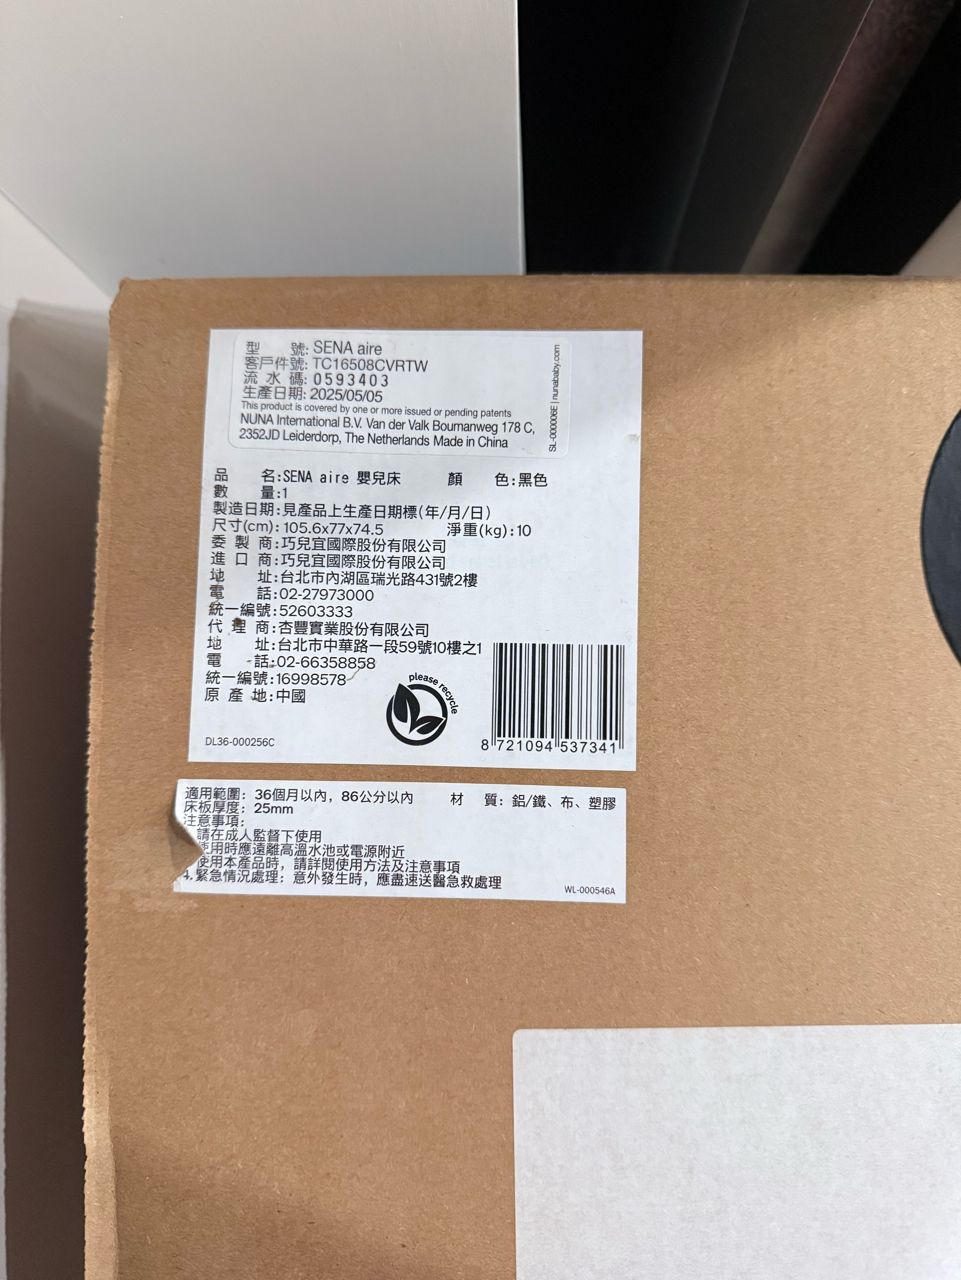 型 號: SENA aire
客戶件號: TC16508CVRTW
流 水 碼: 0593403
生產日期: 2025/05/05
This product is covered by one or more issued or pending patents
NUNA International B.V. Van der Valk Boumanweg 178 C,
2352JD Leiderdorp, The Netherlands Made in China
SL-000006E | nunababy.com
品 名:SENA aire 嬰兒床 顏 色:黑色
數 量:1
製造日期:見產品上生產日期標(年/月/日)
尺寸(cm): 105.6x77x74.5 淨重(kg):10
委 製 商:巧兒宜國際股份有限公司
進 口 商:巧兒宜國際股份有限公司
地 址:台北市內湖區瑞光路431號2樓
電 話:02-27973000
統一編號:52603333
代 理 商:杏豐實業股份有限公司
地 址:台北市中華路一段59號10樓之1
電 話:02-66358858
統一編號:16998578
原 產 地:中國
please recycle
8 721094 537341
DL36-000256C
適用範圍: 36個月以內, 86公分以內 材 質: 鋁/鐵、布、塑膠
床板厚度: 25mm
注意事項:
請在成人監督下使用
使用時應遠離高溫水池或電源附近
使用本產品時, 請詳閱使用方法及注意事項
4.緊急情況處理: 意外發生時, 應盡速送醫急救處理
WL-000546A